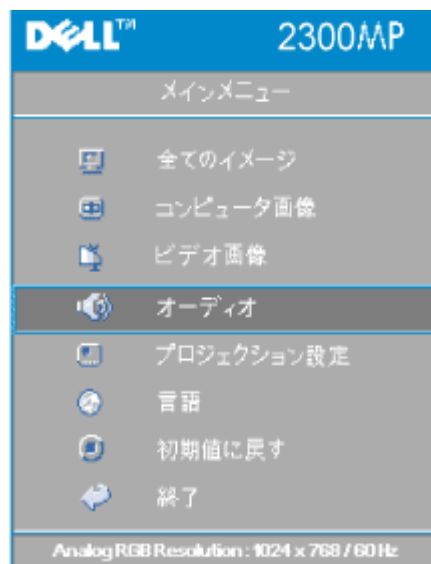 DELL™ 2300MP
メインメニュー
全てのイメージ
コンピュータ画像
ビデオ画像
オーディオ
プロジェクション設定
言語
初期値に戻す
終了
Analog RGB Resolution : 1024 x 768 / 60 Hz